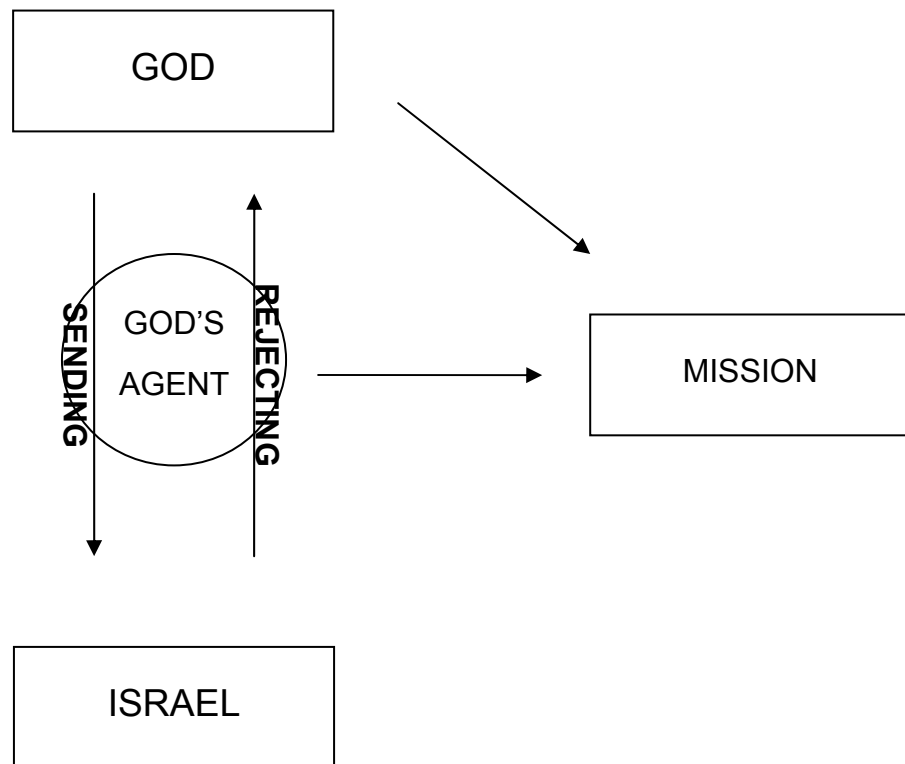 GOD
SENDING
GOD’S
AGENT
REJECTING
MISSION
ISRAEL